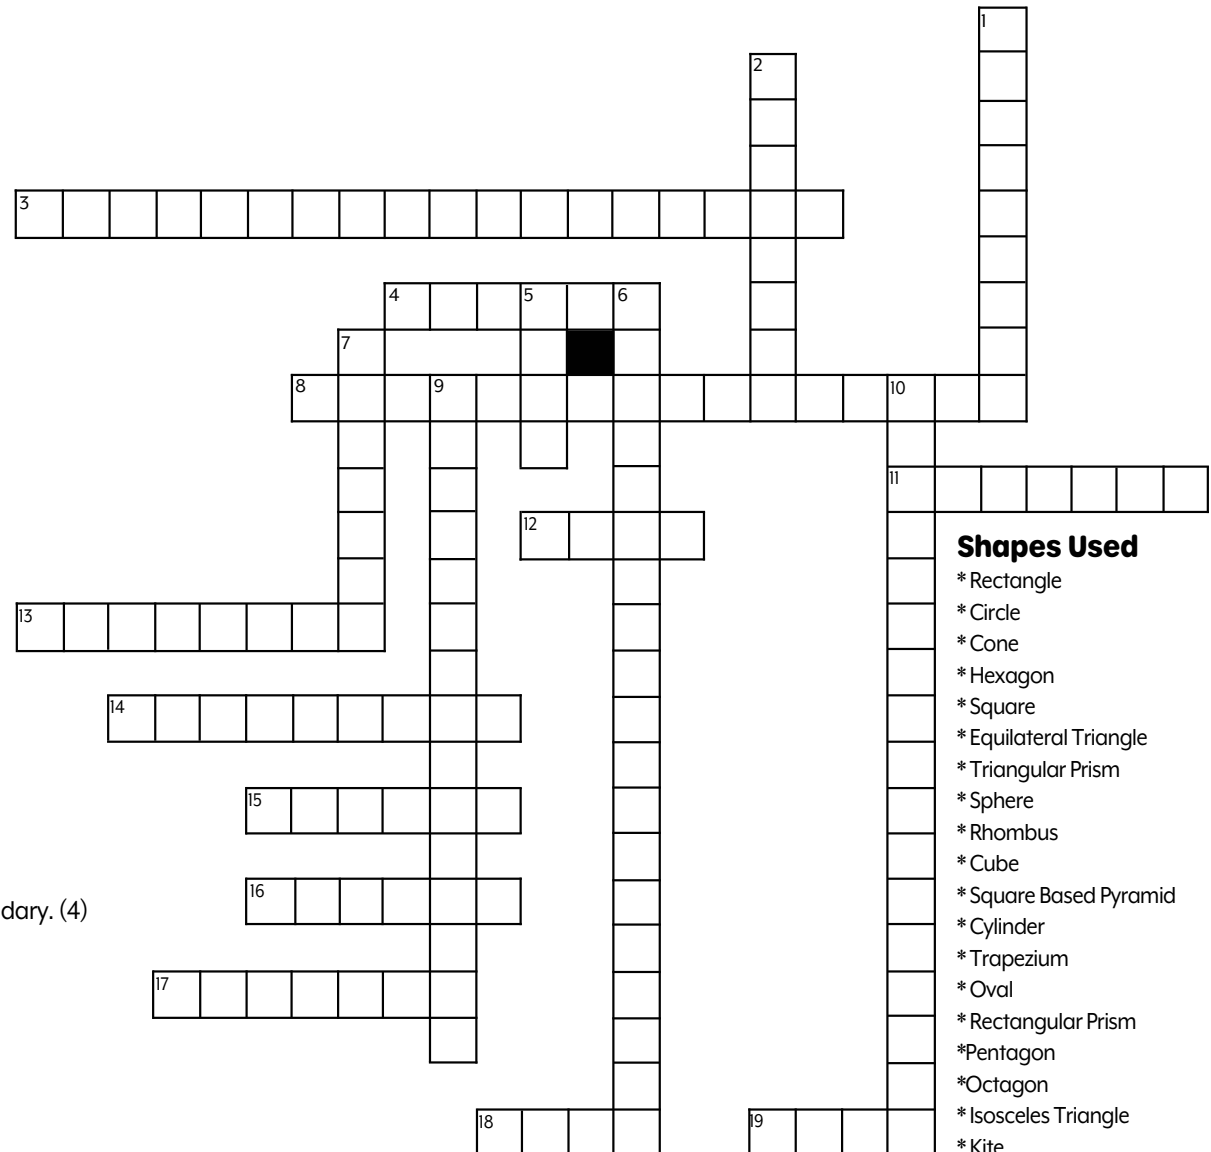 1
2
3
4 5 6
7
8 9 10
11
12
Shapes Used
* Rectangle
* Circle
* Cone
* Hexagon
* Square
* Equilateral Triangle
* Triangular Prism
* Sphere
* Rhombus
* Cube
* Square Based Pyramid
* Cylinder
* Trapezium
* Oval
* Rectangular Prism
*Pentagon
*Octagon
* Isosceles Triangle
* Kite
13
14
15
16
dary. (4)
17
18 19